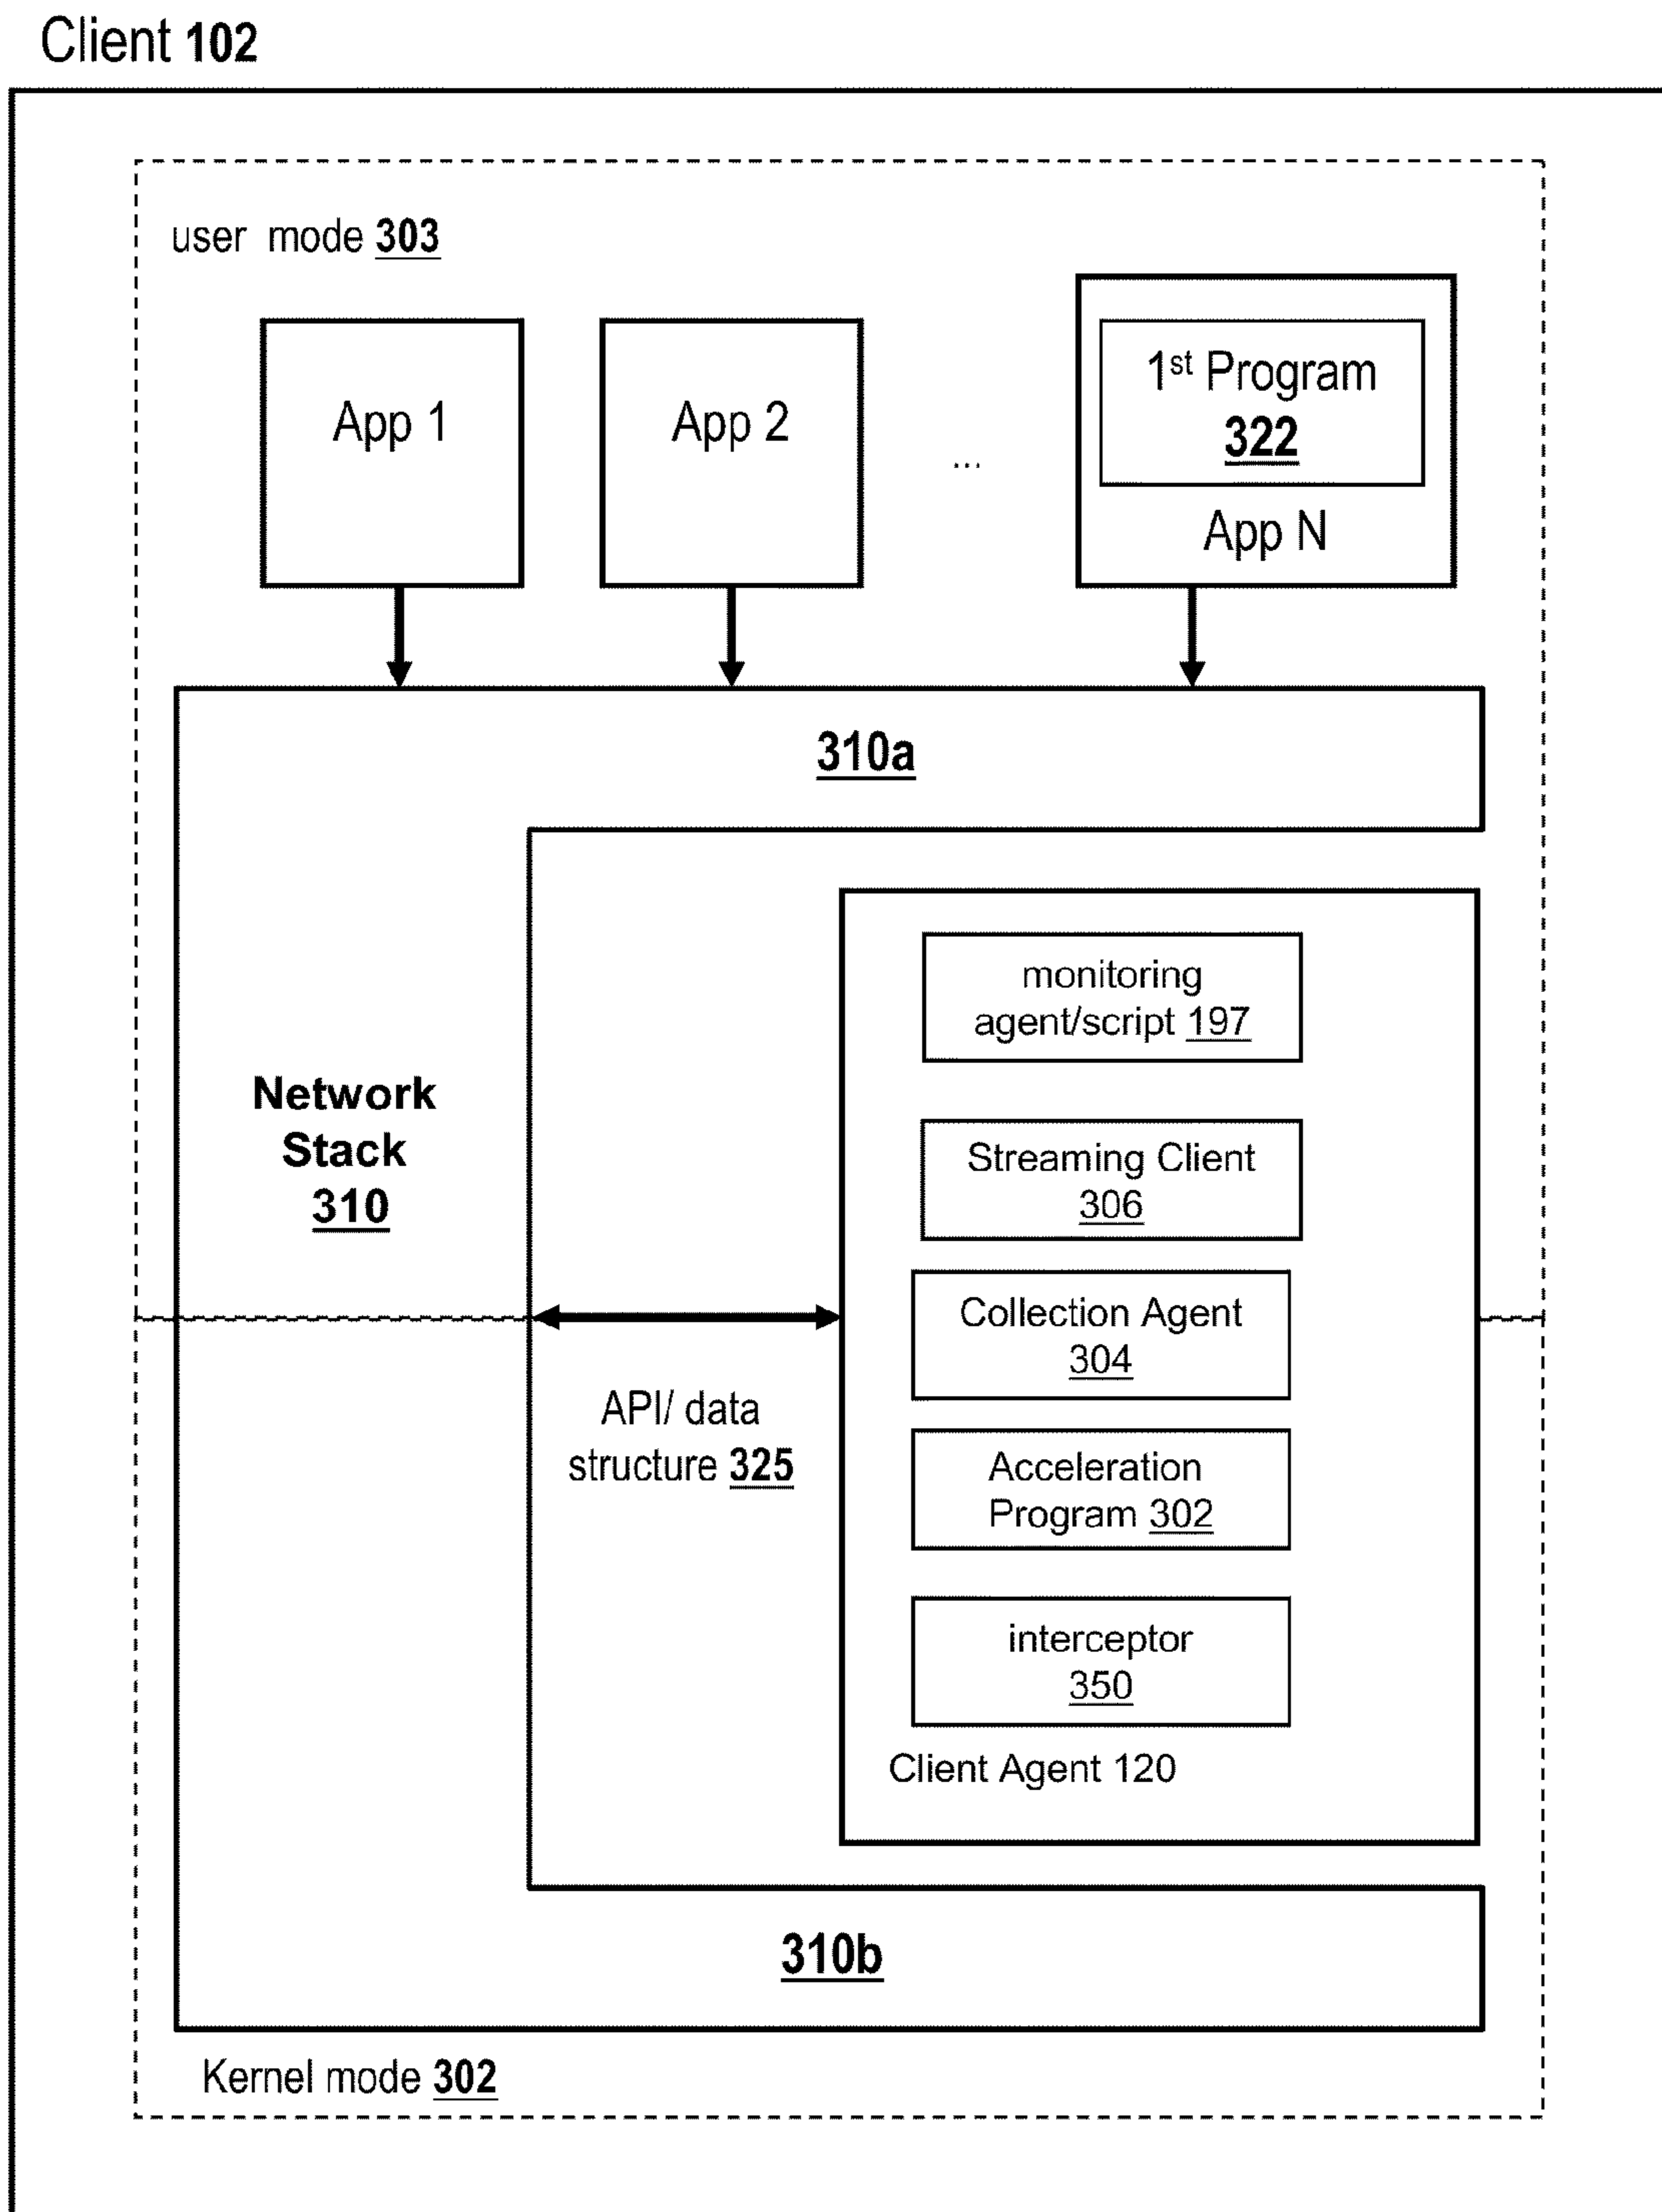 Client 102
user mode 303
App 1
App 2
...
1st Program
322
App N
310a
monitoring
agent/script 197
Streaming Client
306
Network
Stack
310
Collection Agent
304
API/ data
structure 325
Acceleration
Program 302
interceptor
350
Client Agent 120
310b
Kernel mode 302